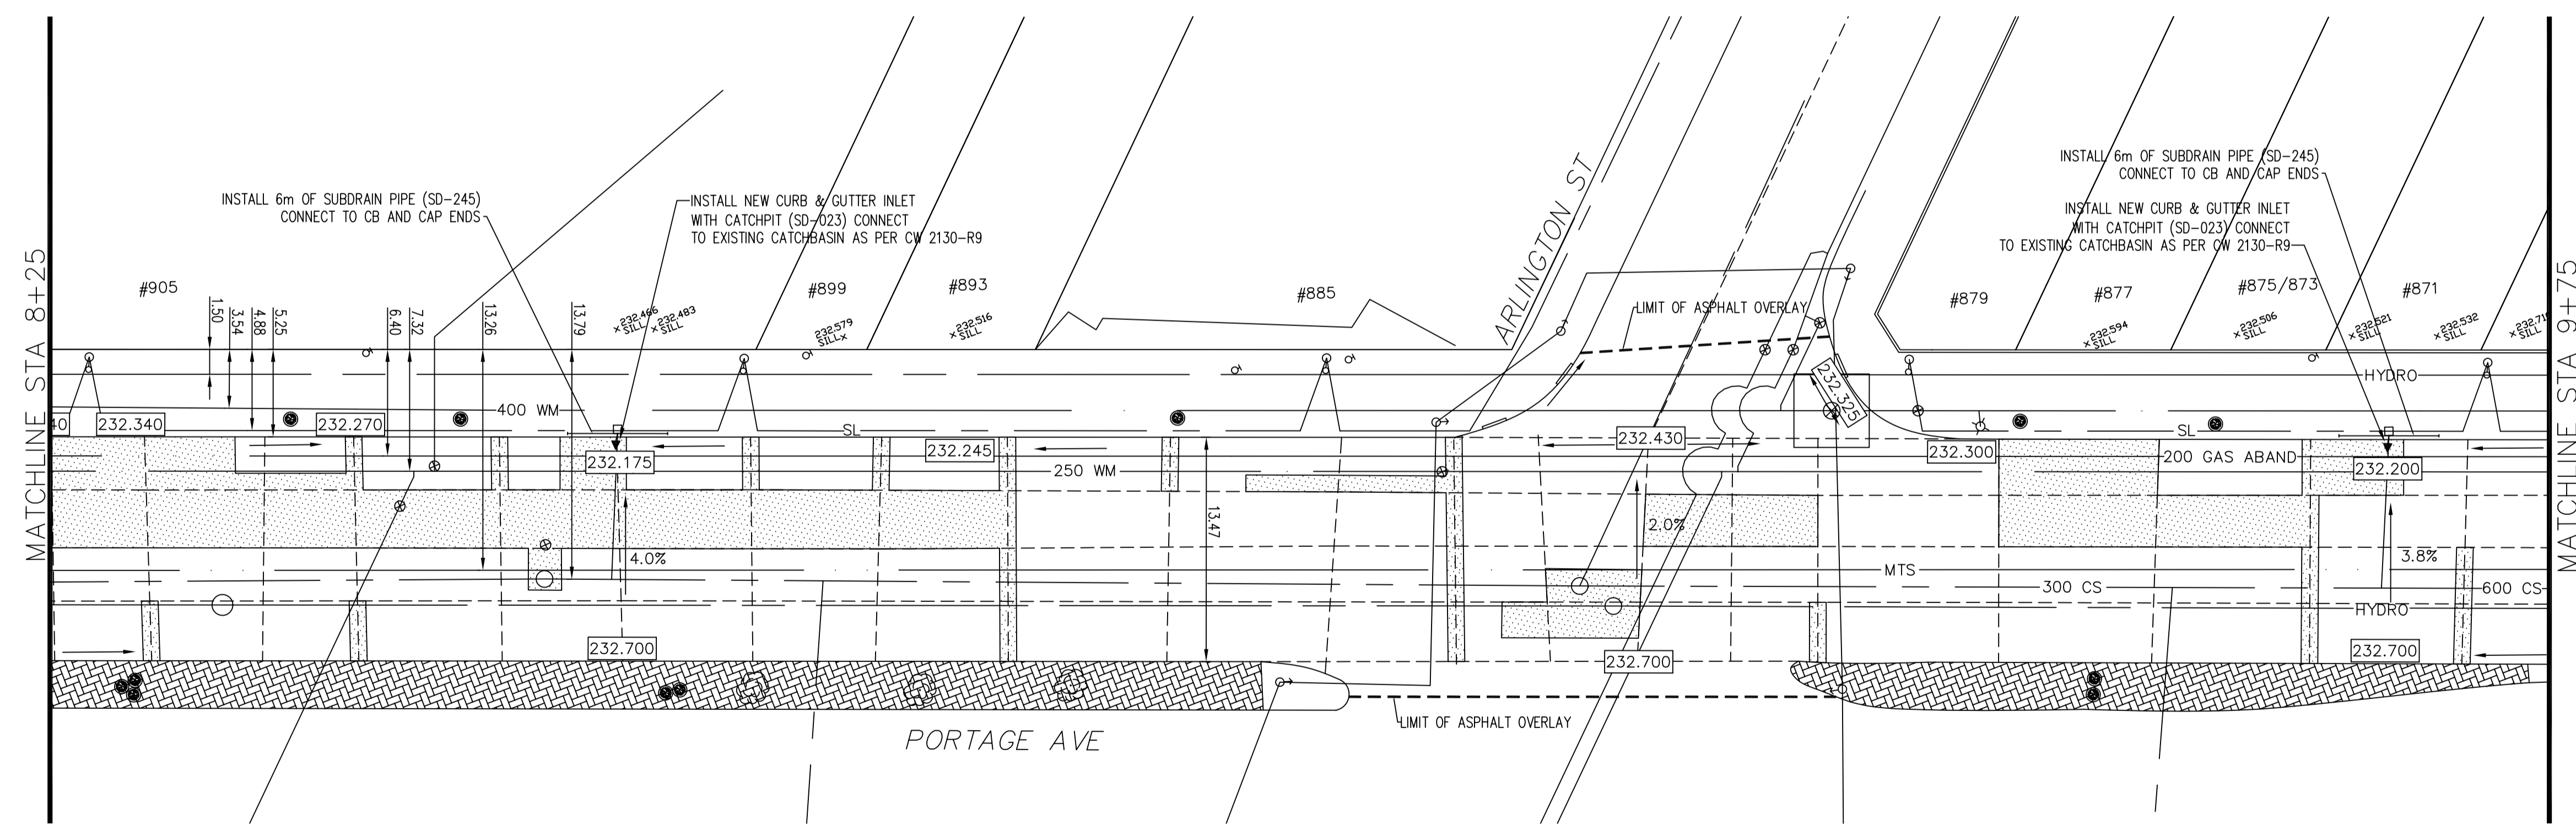 MATCHLINE STA 8+25
INSTALL 6m OF SUBDRAIN PIPE (SD-245)
CONNECT TO CB AND CAP ENDS
INSTALL NEW CURB & GUTTER INLET
WITH CATCHPIT (SD-023) CONNECT
TO EXISTING CATCHBASIN AS PER CW 2130-R9
ARLINGTON ST
INSTALL 6m OF SUBDRAIN PIPE (SD-245)
CONNECT TO CB AND CAP ENDS
INSTALL NEW CURB & GUTTER INLET
WITH CATCHPIT (SD-023) CONNECT
TO EXISTING CATCHBASIN AS PER CW 2130-R9
MATCHLINE STA 9+75
#905
#899
#893
#885
#879
#877
#875/873
#871
1.50
3.54
4.88
5.25
6.40
7.32
13.26
13.79
232.466
SILL
232.483
SILL
232.579
SILL
232.516
SILL
LIMIT OF ASPHALT OVERLAY
232.594
SILL
232.506
SILL
232.521
SILL
232.532
SILL
SILL
HYDRO
400 WM
SL
232.325
SL
40
232.340
232.270
232.175
232.245
232.430
232.300
200 GAS ABAND
232.200
250 WM
13.47
2.0%
4.0%
3.8%
MTS
300 CS
600 CS
HYDRO
232.700
232.700
232.700
LIMIT OF ASPHALT OVERLAY
PORTAGE AVE